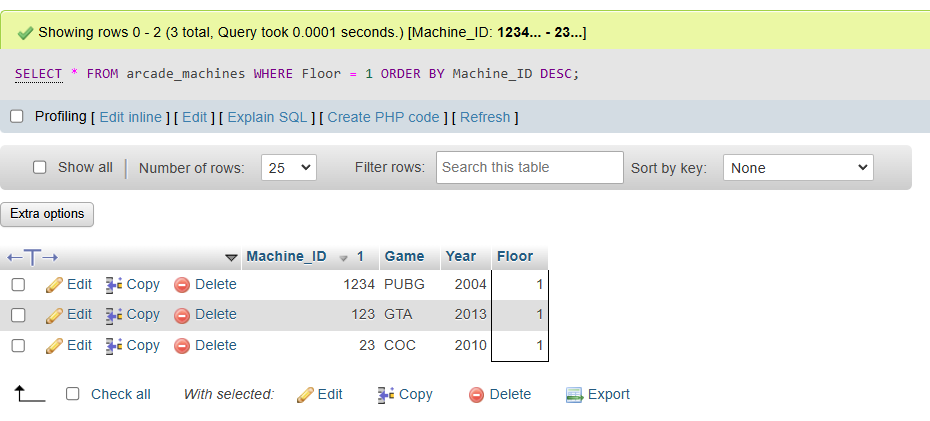 Showing rows 0 - 2 (3 total, Query took 0.0001 seconds.) [Machine_ID: 1234... - 23...]
SELECT * FROM arcade_machines WHERE Floor = 1 ORDER BY Machine_ID DESC;
Profiling [ Edit inline ] [ Edit ] [ Explain SQL ] [ Create PHP code ] [ Refresh ]
Show all Number of rows: 25 Filter rows: Search this table Sort by key: None
Extra options
Machine_ID 1 Game Year Floor
Edit Copy Delete 1234 PUBG 2004 1
Edit Copy Delete 123 GTA 2013 1
Edit Copy Delete 23 COC 2010 1
Check all With selected: Edit Copy Delete Export